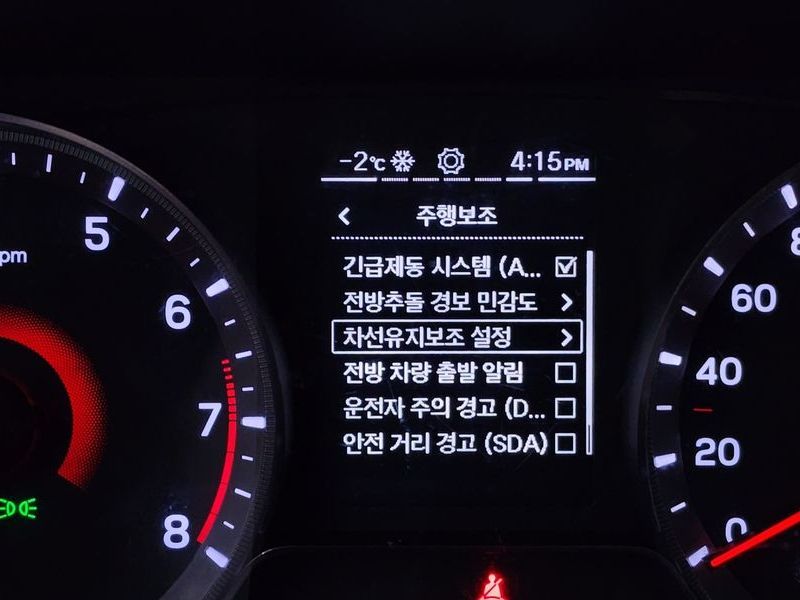 -2℃ 4:15PM
주행보조
긴급제동 시스템 (A...
전방추돌 경보 민감도
차선유지보조 설정
전방 차량 출발 알림
운전자 주의 경고 (D...
안전 거리 경고 (SDA)
5
6
7
8
pm
60
40
20
0